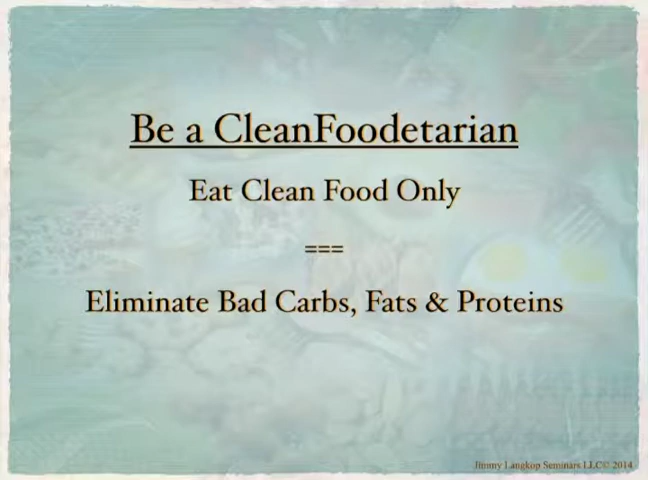 Be a CleanFoodetarian
Eat Clean Food Only
===
Eliminate Bad Carbs, Fats & Proteins
Jimmy Langkop Seminars LLC© 2014